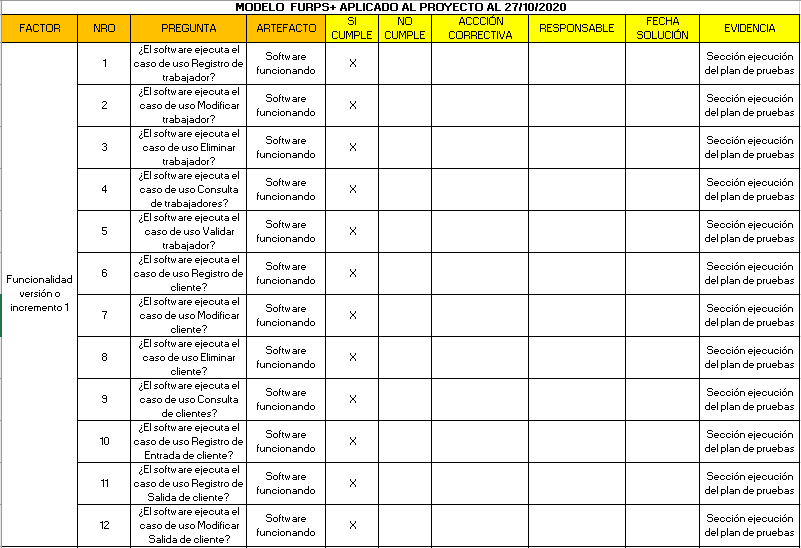 MODELO FURPS+ APLICADO AL PROYECTO AL 27/10/2020
FACTOR NRO PREGUNTA ARTEFACTO SI CUMPLE NO CUMPLE ACCCIÓN CORRECTIVA RESPONSABLE FECHA SOLUCIÓN EVIDENCIA
Funcionalidad versión o incremento 1
1 ¿El software ejecuta el caso de uso Registro de trabajador? Software funcionando X Sección ejecución del plan de pruebas
2 ¿El software ejecuta el caso de uso Modificar trabajador? Software funcionando X Sección ejecución del plan de pruebas
3 ¿El software ejecuta el caso de uso Eliminar trabajador? Software funcionando X Sección ejecución del plan de pruebas
4 ¿El software ejecuta el caso de uso Consulta de trabajadores? Software funcionando X Sección ejecución del plan de pruebas
5 ¿El software ejecuta el caso de uso Validar trabajador? Software funcionando X Sección ejecución del plan de pruebas
6 ¿El software ejecuta el caso de uso Registro de cliente? Software funcionando X Sección ejecución del plan de pruebas
7 ¿El software ejecuta el caso de uso Modificar cliente? Software funcionando X Sección ejecución del plan de pruebas
8 ¿El software ejecuta el caso de uso Eliminar cliente? Software funcionando X Sección ejecución del plan de pruebas
9 ¿El software ejecuta el caso de uso Consulta de clientes? Software funcionando X Sección ejecución del plan de pruebas
10 ¿El software ejecuta el caso de uso Registro de Entrada de cliente? Software funcionando X Sección ejecución del plan de pruebas
11 ¿El software ejecuta el caso de uso Registro de Salida de cliente? Software funcionando X Sección ejecución del plan de pruebas
12 ¿El software ejecuta el caso de uso Modificar Salida de cliente? Software funcionando X Sección ejecución del plan de pruebas